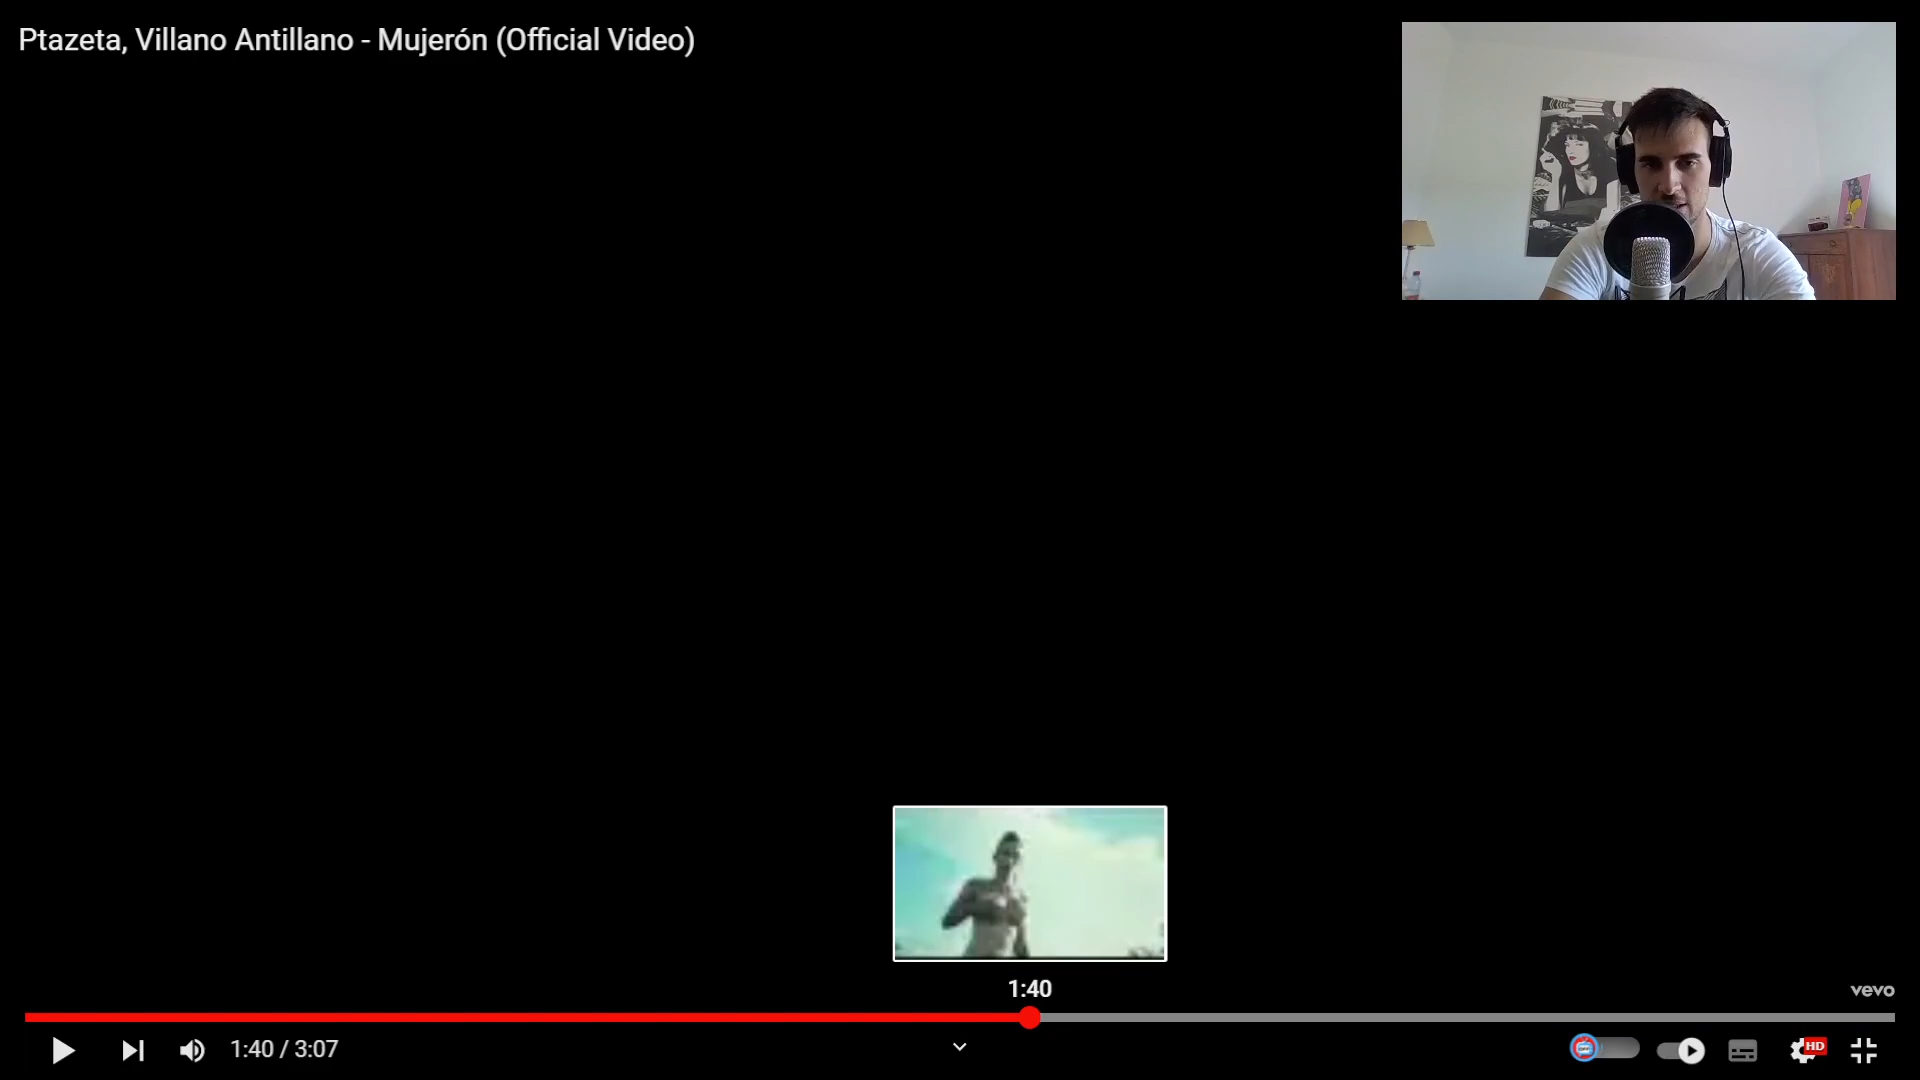 Ptazeta, Villano Antillano - Mujerón (Official Video)
1:40
vevo
1:40 / 3:07
HD